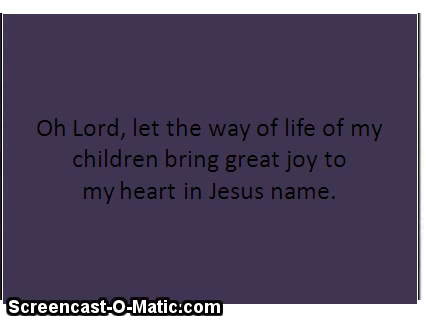 Oh Lord, let the way of life of my
children bring great joy to
my heart in Jesus name.
Screencast-O-Matic.com